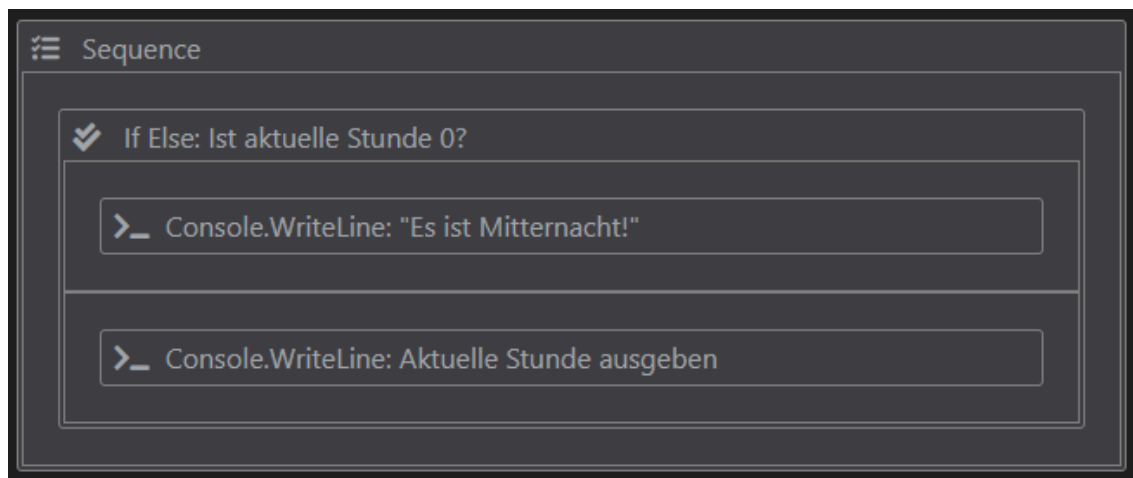 Sequence
If Else: Ist aktuelle Stunde 0?
Console.WriteLine: "Es ist Mitternacht!"
Console.WriteLine: Aktuelle Stunde ausgeben